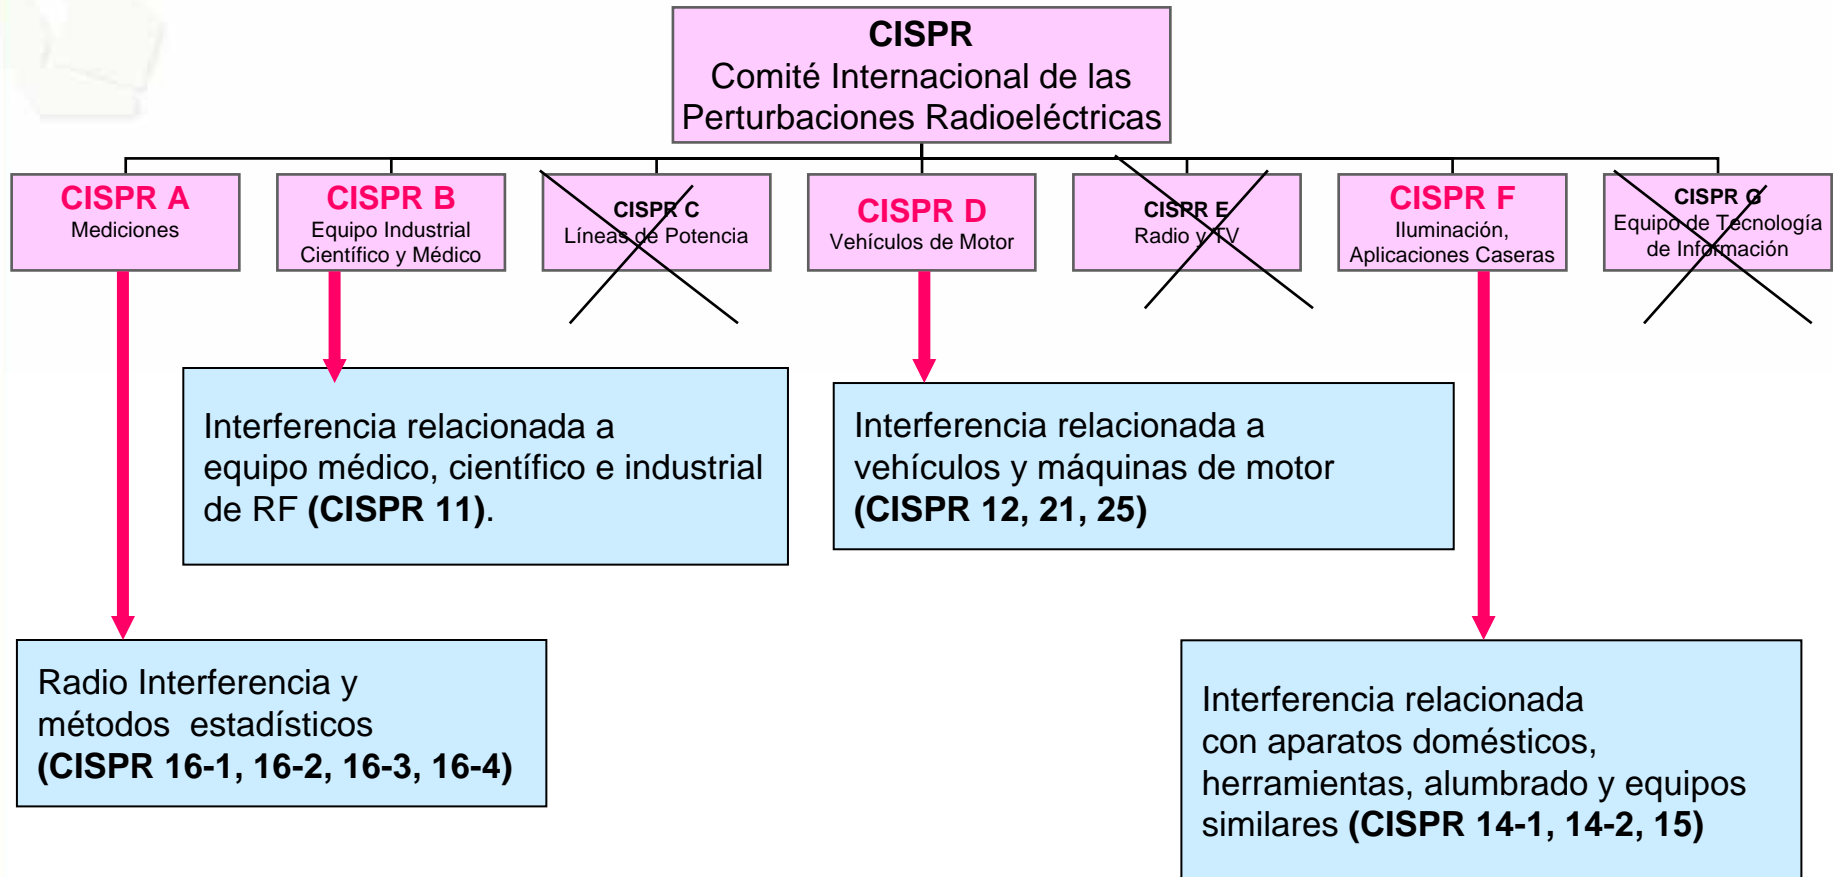 CISPR
Comité Internacional de las
Perturbaciones Radioeléctricas
CISPR A
Mediciones
CISPR B
Equipo Industrial
Científico y Médico
CISPR C
Líneas de Potencia
CISPR D
Vehículos de Motor
CISPR E
Radio y TV
CISPR F
Iluminación,
Aplicaciones Caseras
CISPR G
Equipo de Tecnología
de Información
Interferencia relacionada a
equipo médico, científico e industrial
de RF (CISPR 11).
Interferencia relacionada a
vehículos y máquinas de motor
(CISPR 12, 21, 25)
Radio Interferencia y
métodos estadísticos
(CISPR 16-1, 16-2, 16-3, 16-4)
Interferencia relacionada
con aparatos domésticos,
herramientas, alumbrado y equipos
similares (CISPR 14-1, 14-2, 15)